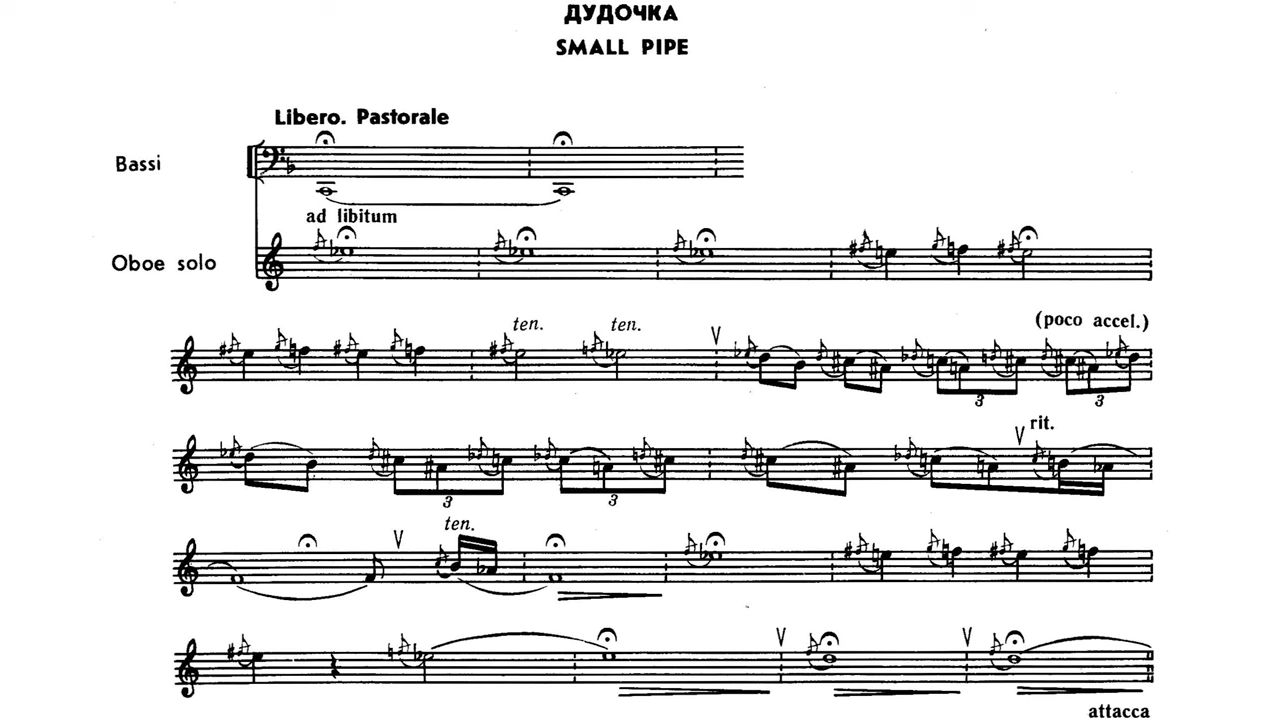 ДУДОЧКА
SMALL PIPE
Libero. Pastorale
Bassi
ad libitum
Oboe solo
ten. ten.
(poco accel.)
3 3
rit.
3 3
ten.
attacca